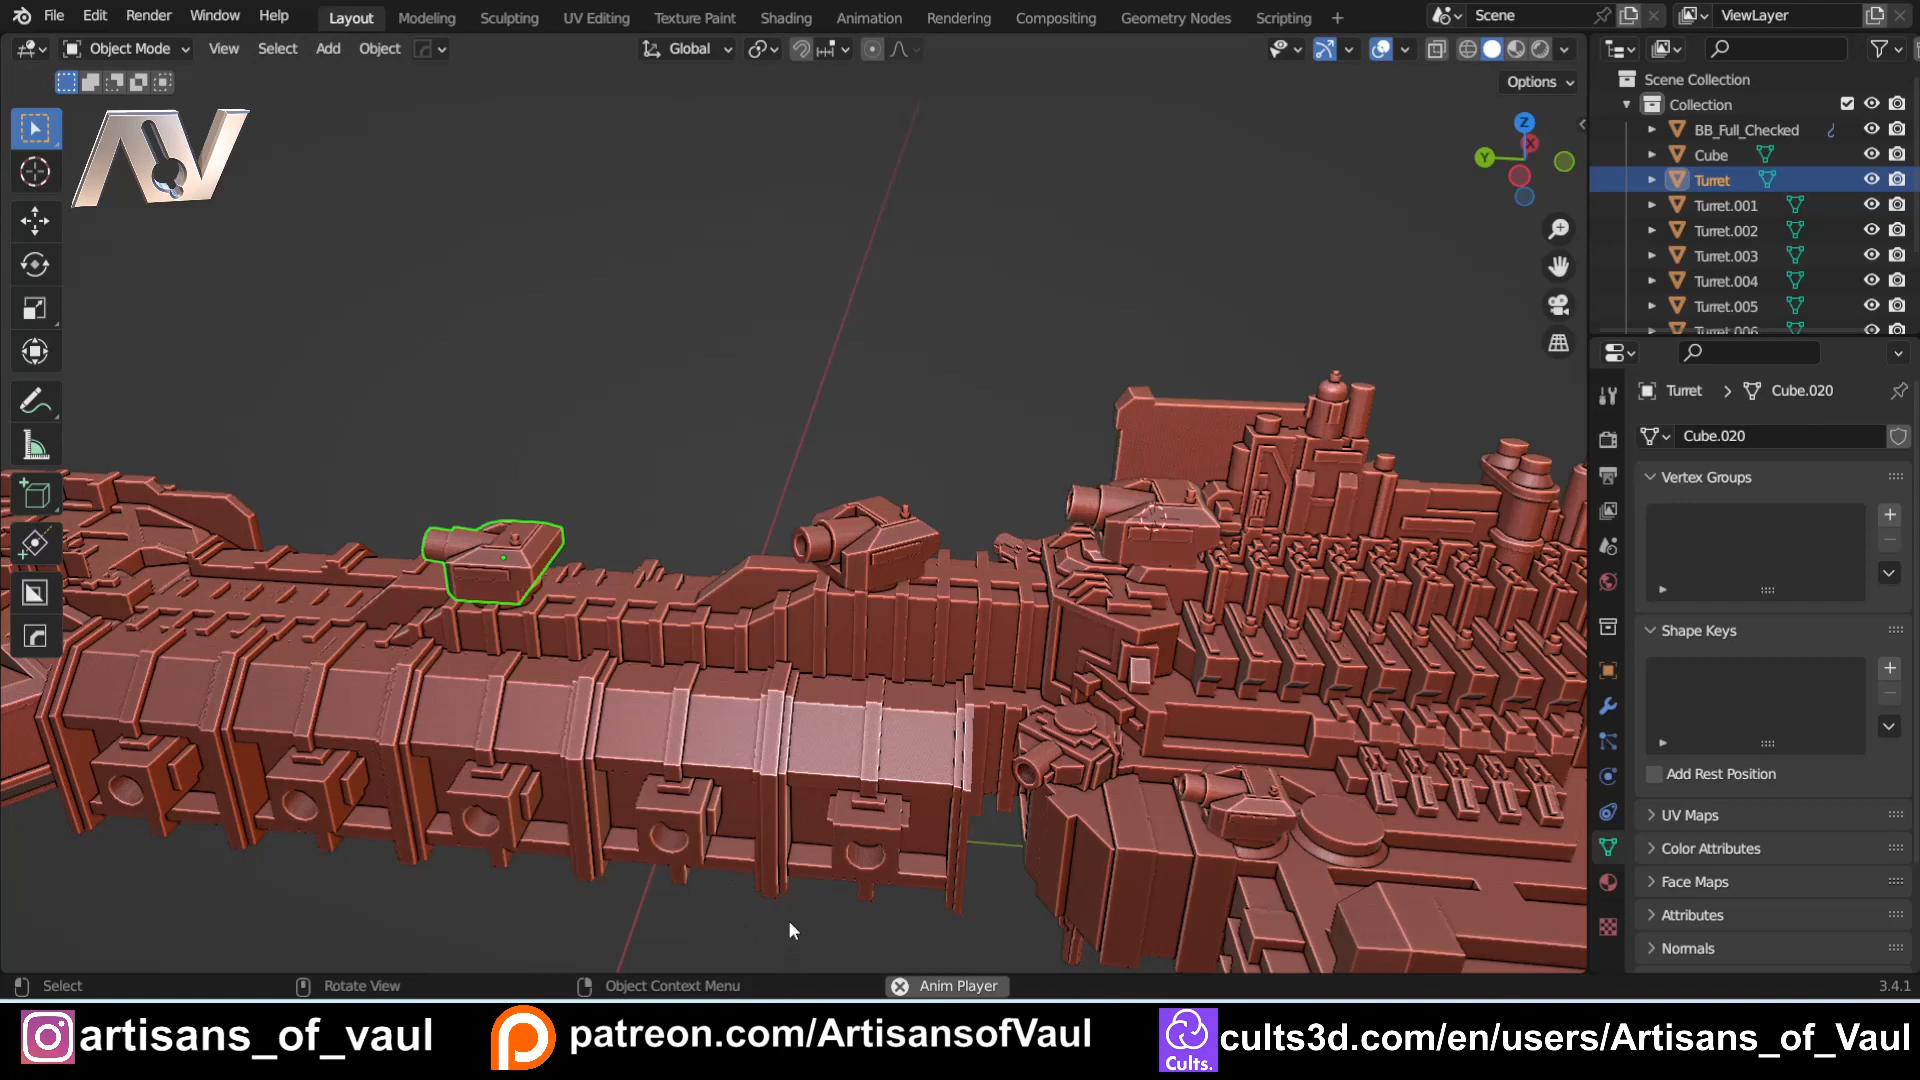 File Edit Render Window Help Layout Modeling Sculpting UV Editing Texture Paint Shading Animation Rendering Compositing Geometry Nodes Scripting + Scene ViewLayer
Object Mode View Select Add Object Global
Options
Scene Collection
Collection
BB_Full_Checked
Cube
Turret
Turret.001
Turret.002
Turret.003
Turret.004
Turret.005
Turret.006
Z
X
Y
AV
Turret > Cube.020
Cube.020
Vertex Groups
Shape Keys
Add Rest Position
UV Maps
Color Attributes
Face Maps
Attributes
Normals
Select Rotate View Object Context Menu Anim Player 3.4.1
artisans_of_vaul patreon.com/ArtisansofVaul Cults. cults3d.com/en/users/Artisans_of_Vaul